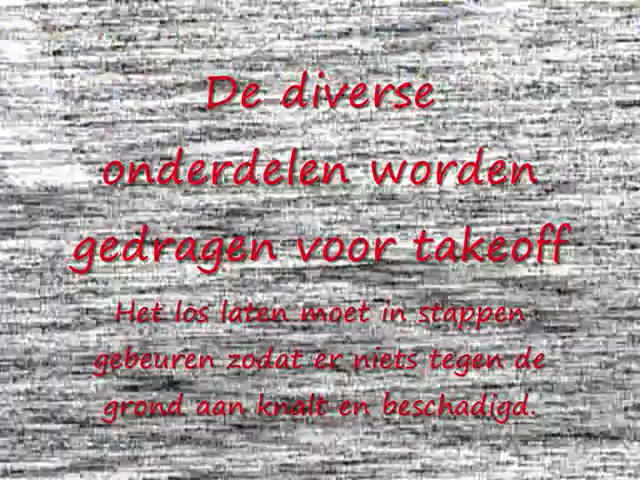 De diverse
onderdelen worden
gedragen voor takeoff
Het los laten moet in stappen
gebeuren zodat er niets tegen de
grond aan knalt en beschadigd.